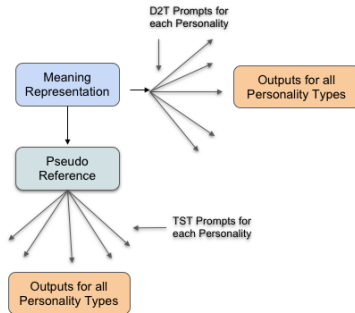 D2T Prompts for
each Personality
Meaning
Representation
Outputs for all
Personality Types
Pseudo
Reference
TST Prompts for
each Personality
Outputs for all
Personality Types